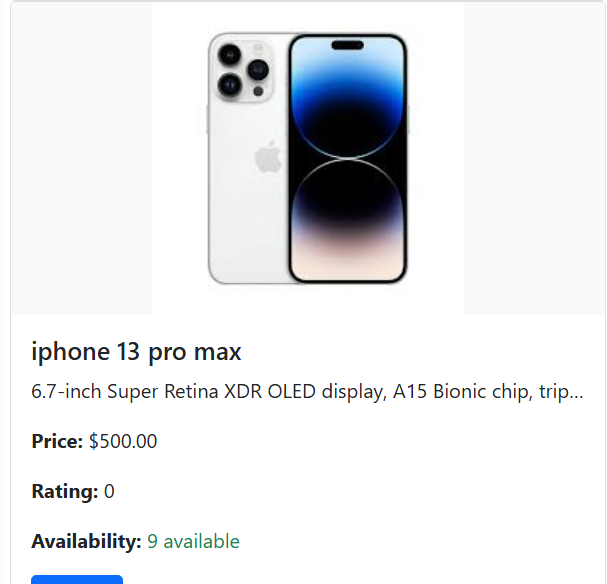 iphone 13 pro max
6.7-inch Super Retina XDR OLED display, A15 Bionic chip, trip...
Price: $500.00
Rating: 0
Availability: 9 available